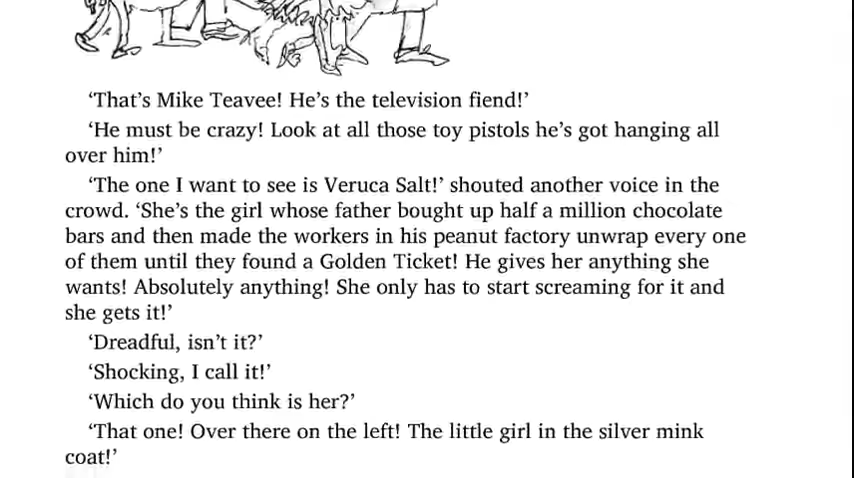 ‘That’s Mike Teavee! He’s the television fiend!’
‘He must be crazy! Look at all those toy pistols he’s got hanging all
over him!’
‘The one I want to see is Veruca Salt!’ shouted another voice in the
crowd. ‘She’s the girl whose father bought up half a million chocolate
bars and then made the workers in his peanut factory unwrap every one
of them until they found a Golden Ticket! He gives her anything she
wants! Absolutely anything! She only has to start screaming for it and
she gets it!’
‘Dreadful, isn’t it?’
‘Shocking, I call it!’
‘Which do you think is her?’
‘That one! Over there on the left! The little girl in the silver mink
coat!’